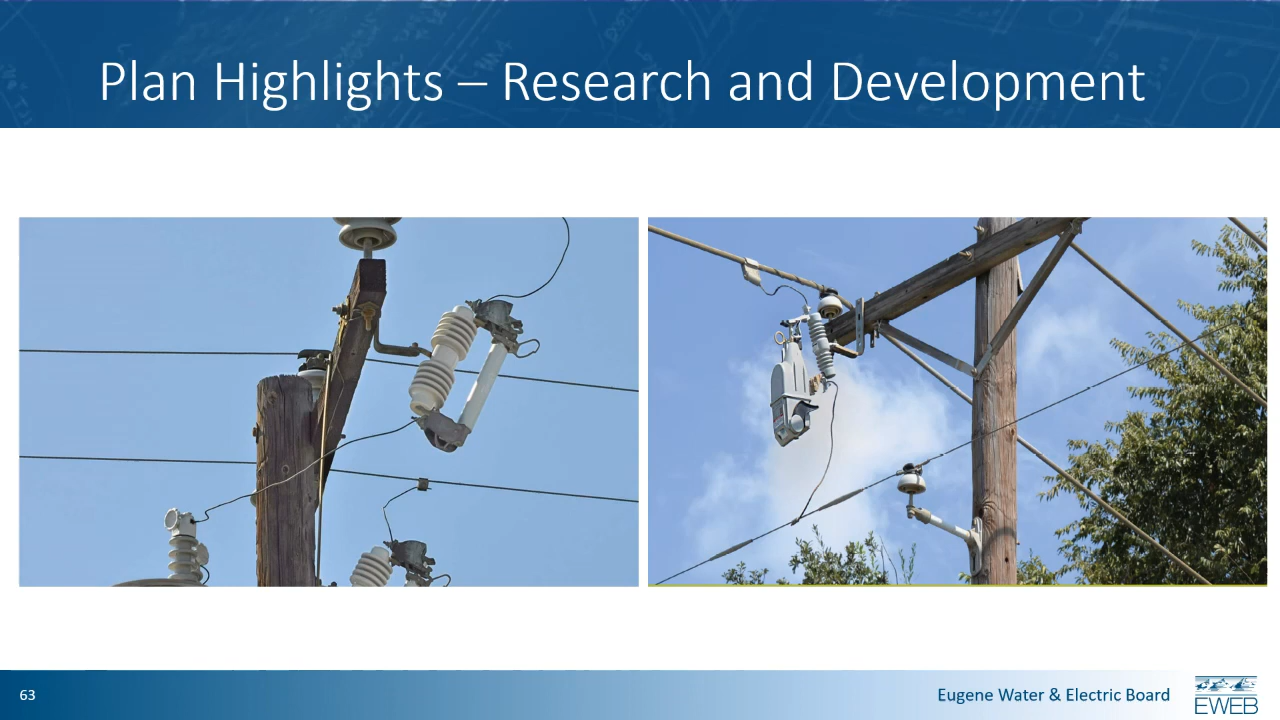 Plan Highlights – Research and Development
63
Eugene Water & Electric Board
EWEB